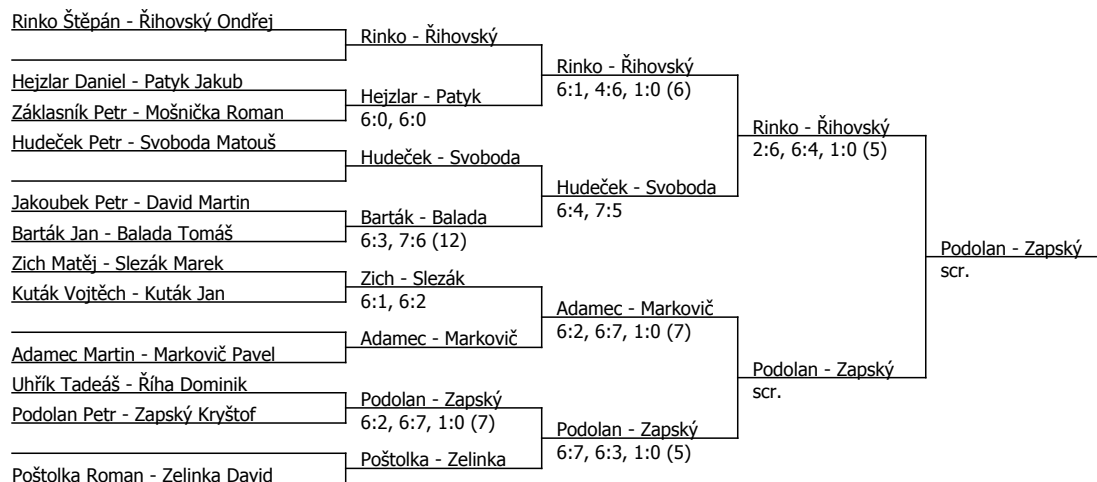 Rinko Štěpán - Řihovský Ondřej
Hejzlar Daniel - Patyk Jakub
Záklasník Petr - Mošnička Roman
Hudeček Petr - Svoboda Matouš
Jakoubek Petr - David Martin
Barták Jan - Balada Tomáš
Zich Matěj - Slezák Marek
Kuták Vojtěch - Kuták Jan
Adamec Martin - Markovič Pavel
Uhřík Tadeáš - Říha Dominik
Podolan Petr - Zapský Kryštof
Poštolka Roman - Zelinka David
Rinko - Řihovský
Hejzlar - Patyk
6:0, 6:0
Hudeček - Svoboda
Barták - Balada
6:3, 7:6 (12)
Zich - Slezák
6:1, 6:2
Adamec - Markovič
Podolan - Zapský
6:2, 6:7, 1:0 (7)
Poštolka - Zelinka
Rinko - Řihovský
6:1, 4:6, 1:0 (6)
Hudeček - Svoboda
6:4, 7:5
Adamec - Markovič
6:2, 6:7, 1:0 (7)
Podolan - Zapský
6:7, 6:3, 1:0 (5)
Rinko - Řihovský
2:6, 6:4, 1:0 (5)
Podolan - Zapský
scr.
Podolan - Zapský
scr.